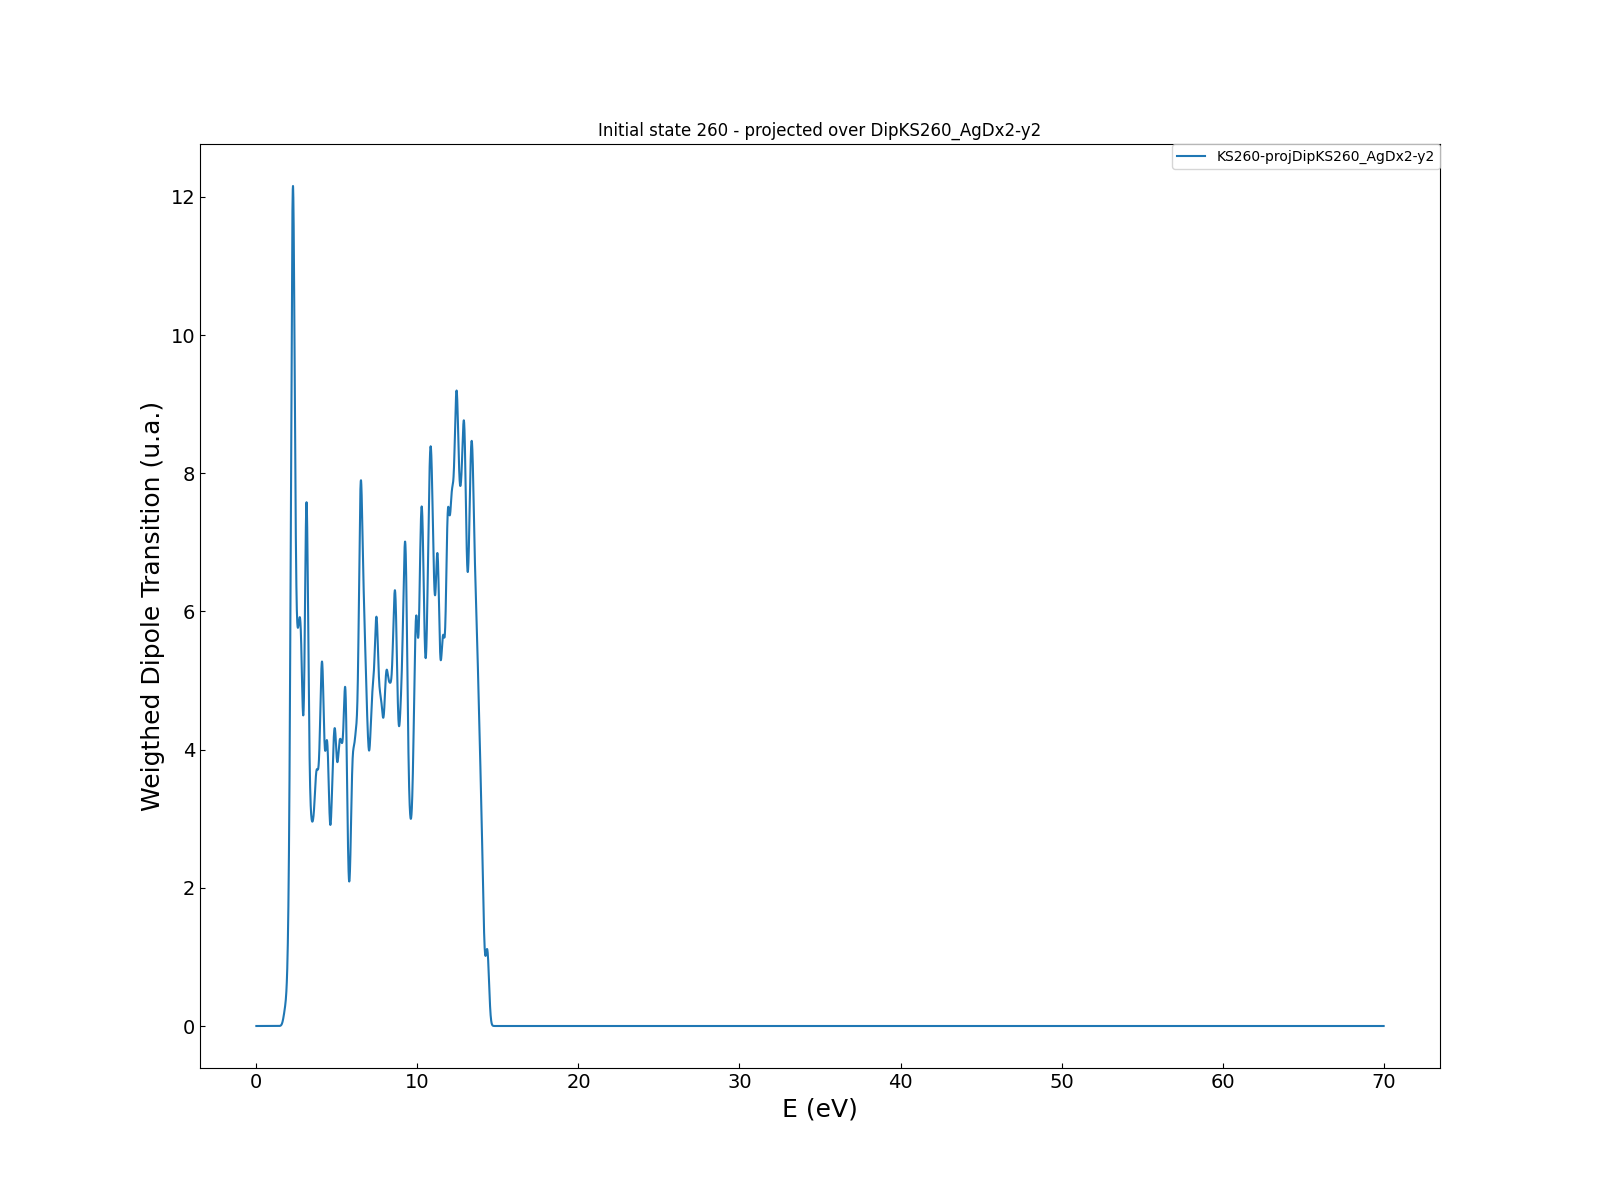 Initial state 260 - projected over DipKS260_AgDx2-y2
KS260-projDipKS260_AgDx2-y2
Weigthed Dipole Transition (u.a.)
12
10
8
6
4
2
0
0 10 20 30 40 50 60 70
E (eV)